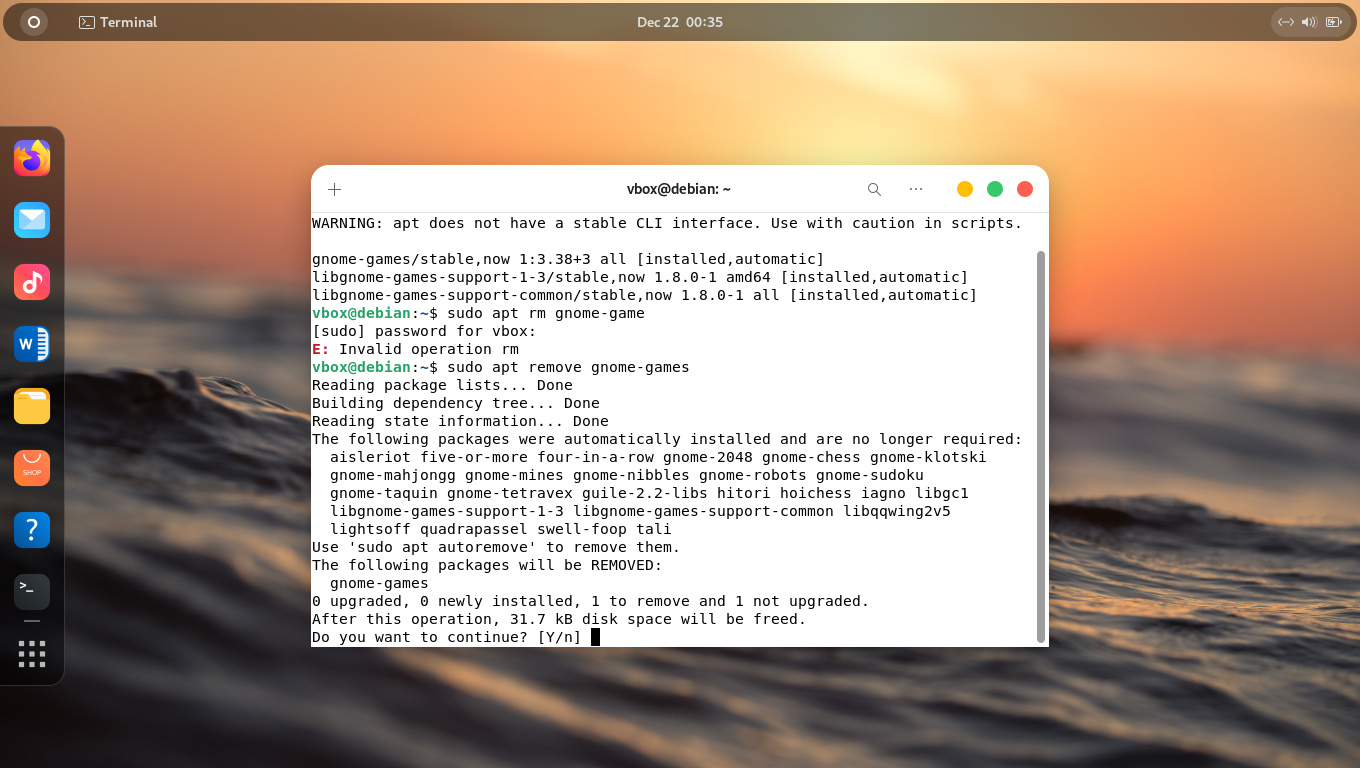 Terminal
Dec 22 00:35
vbox@debian: ~
WARNING: apt does not have a stable CLI interface. Use with caution in scripts.
gnome-games/stable,now 1:3.38+3 all [installed,automatic]
libgnome-games-support-1-3/stable,now 1.8.0-1 amd64 [installed,automatic]
libgnome-games-support-common/stable,now 1.8.0-1 all [installed,automatic]
vbox@debian:~$ sudo apt rm gnome-game
[sudo] password for vbox:
E: Invalid operation rm
vbox@debian:~$ sudo apt remove gnome-games
Reading package lists... Done
Building dependency tree... Done
Reading state information... Done
The following packages were automatically installed and are no longer required:
aisleriot five-or-more four-in-a-row gnome-2048 gnome-chess gnome-klotski
gnome-mahjongg gnome-mines gnome-nibbles gnome-robots gnome-sudoku
gnome-taquin gnome-tetravex guile-2.2-libs hitori hoichess iagno libgc1
libgnome-games-support-1-3 libgnome-games-support-common libqqwing2v5
lightsoff quadrapassel swell-foop tali
Use 'sudo apt autoremove' to remove them.
The following packages will be REMOVED:
gnome-games
0 upgraded, 0 newly installed, 1 to remove and 1 not upgraded.
After this operation, 31.7 kB disk space will be freed.
Do you want to continue? [Y/n]
W
SHOP
?
>_